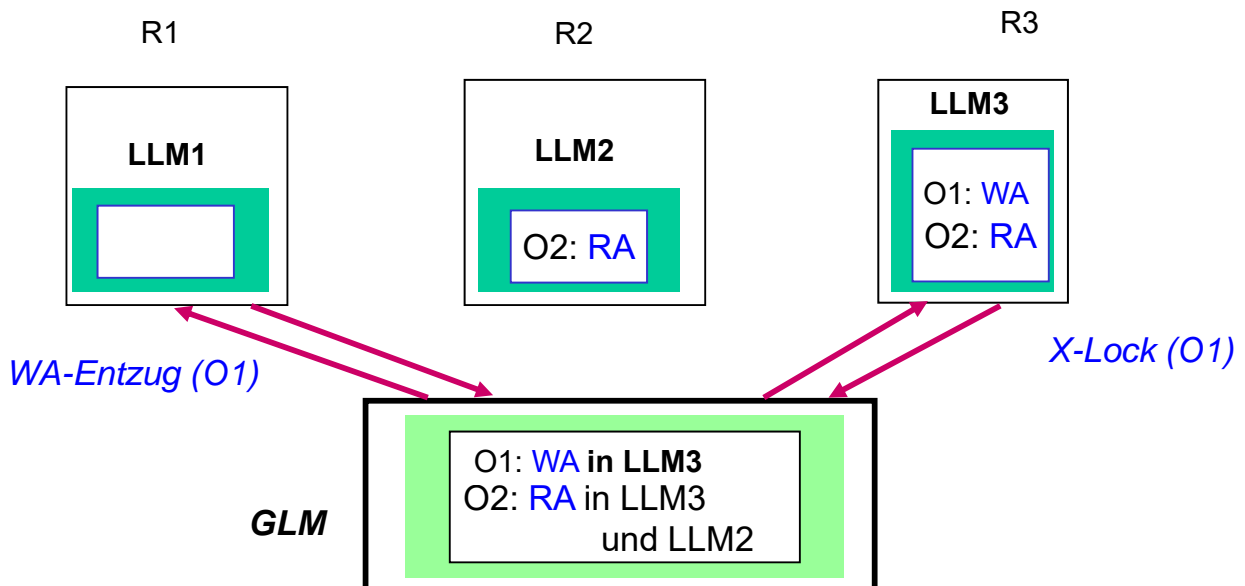 R1
R2
R3
LLM1
LLM2
O2: RA
LLM3
O1: WA
O2: RA
WA-Entzug (O1)
X-Lock (O1)
GLM
O1: WA in LLM3
O2: RA in LLM3
und LLM2